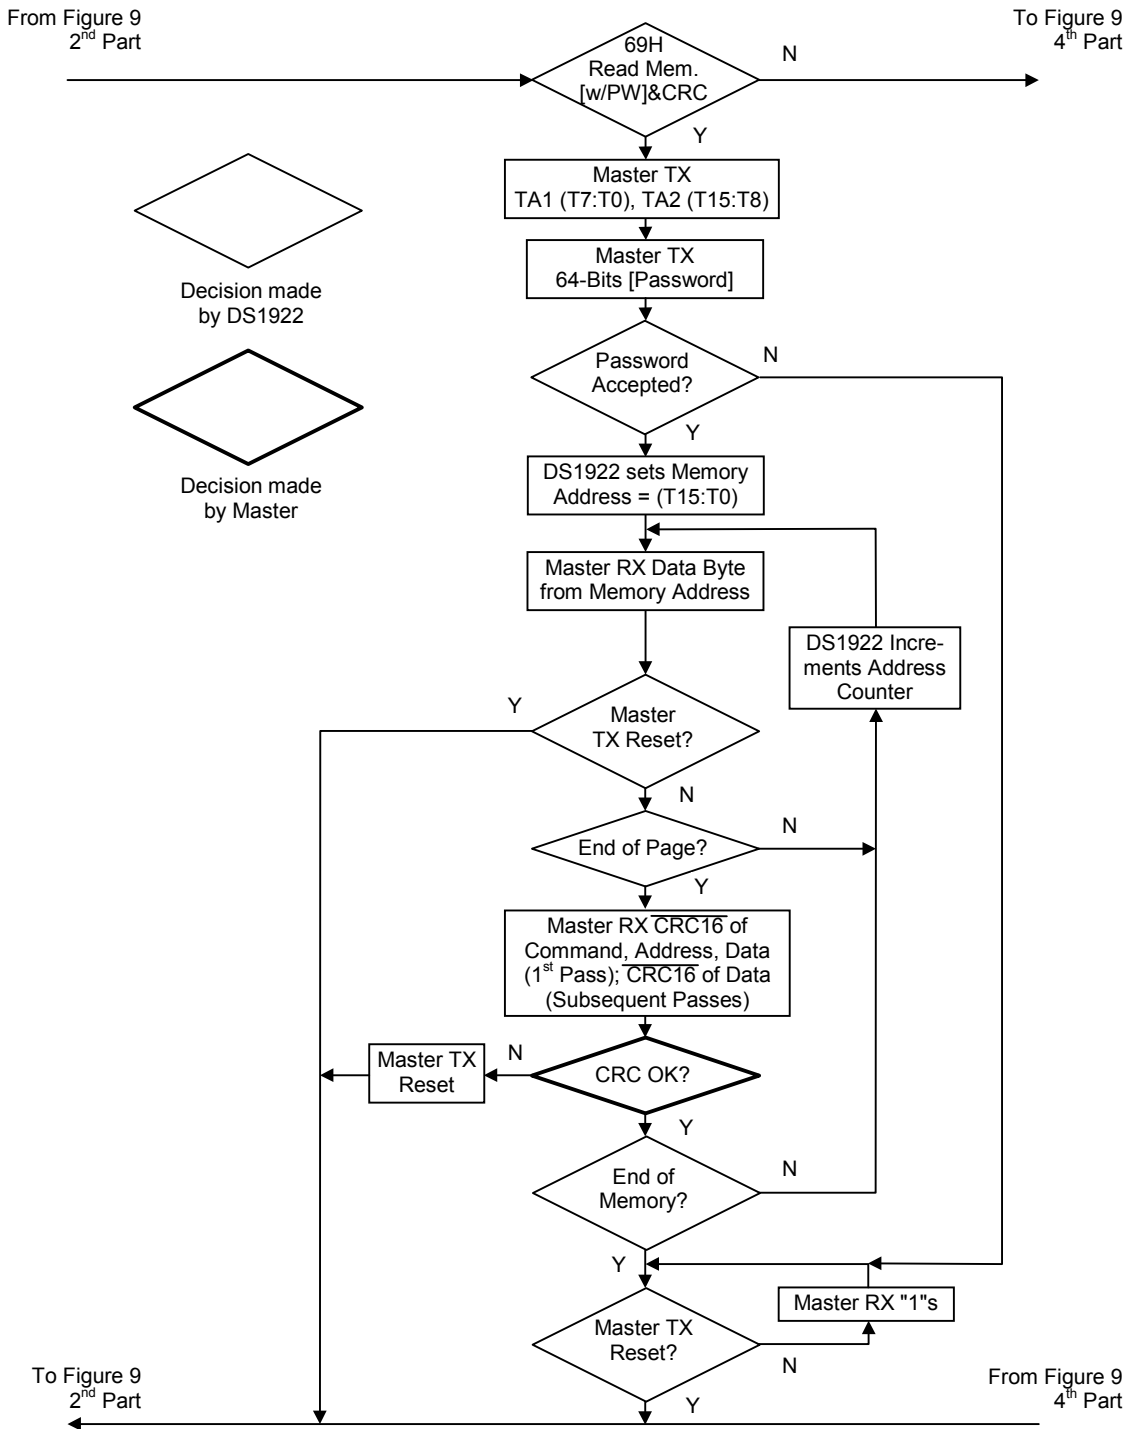 From Figure 9
2nd Part
To Figure 9
4th Part
69H
Read Mem.
[w/PW]&CRC
N
Y
Master TX
TA1 (T7:T0), TA2 (T15:T8)
Master TX
64-Bits [Password]
Decision made
by DS1922
Password
Accepted?
N
Y
Decision made
by Master
DS1922 sets Memory
Address = (T15:T0)
Master RX Data Byte
from Memory Address
DS1922 Incre-
ments Address
Counter
Y
Master
TX Reset?
N
End of Page?
N
Y
Master RX CRC16 of
Command, Address, Data
(1st Pass); CRC16 of Data
(Subsequent Passes)
Master TX
Reset
N
CRC OK?
Y
End of
Memory?
N
Y
Master RX "1"s
Master TX
Reset?
N
Y
To Figure 9
2nd Part
From Figure 9
4th Part